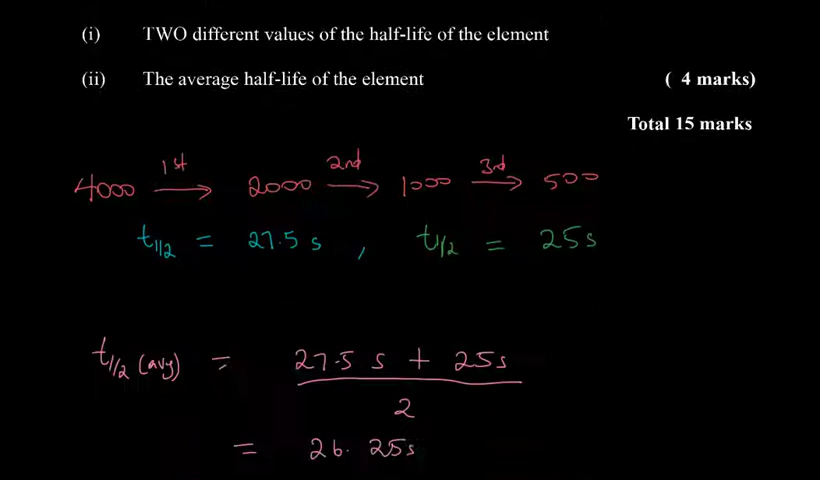 (i) TWO different values of the half-life of the element
(ii) The average half-life of the element ( 4 marks)
Total 15 marks
1st 2nd 3rd
4000 → 2000 → 1000 → 500
t1/2 = 27.5 s , t1/2 = 25s
t1/2 (avg) = 27.5 s + 25s
2
= 26.25s